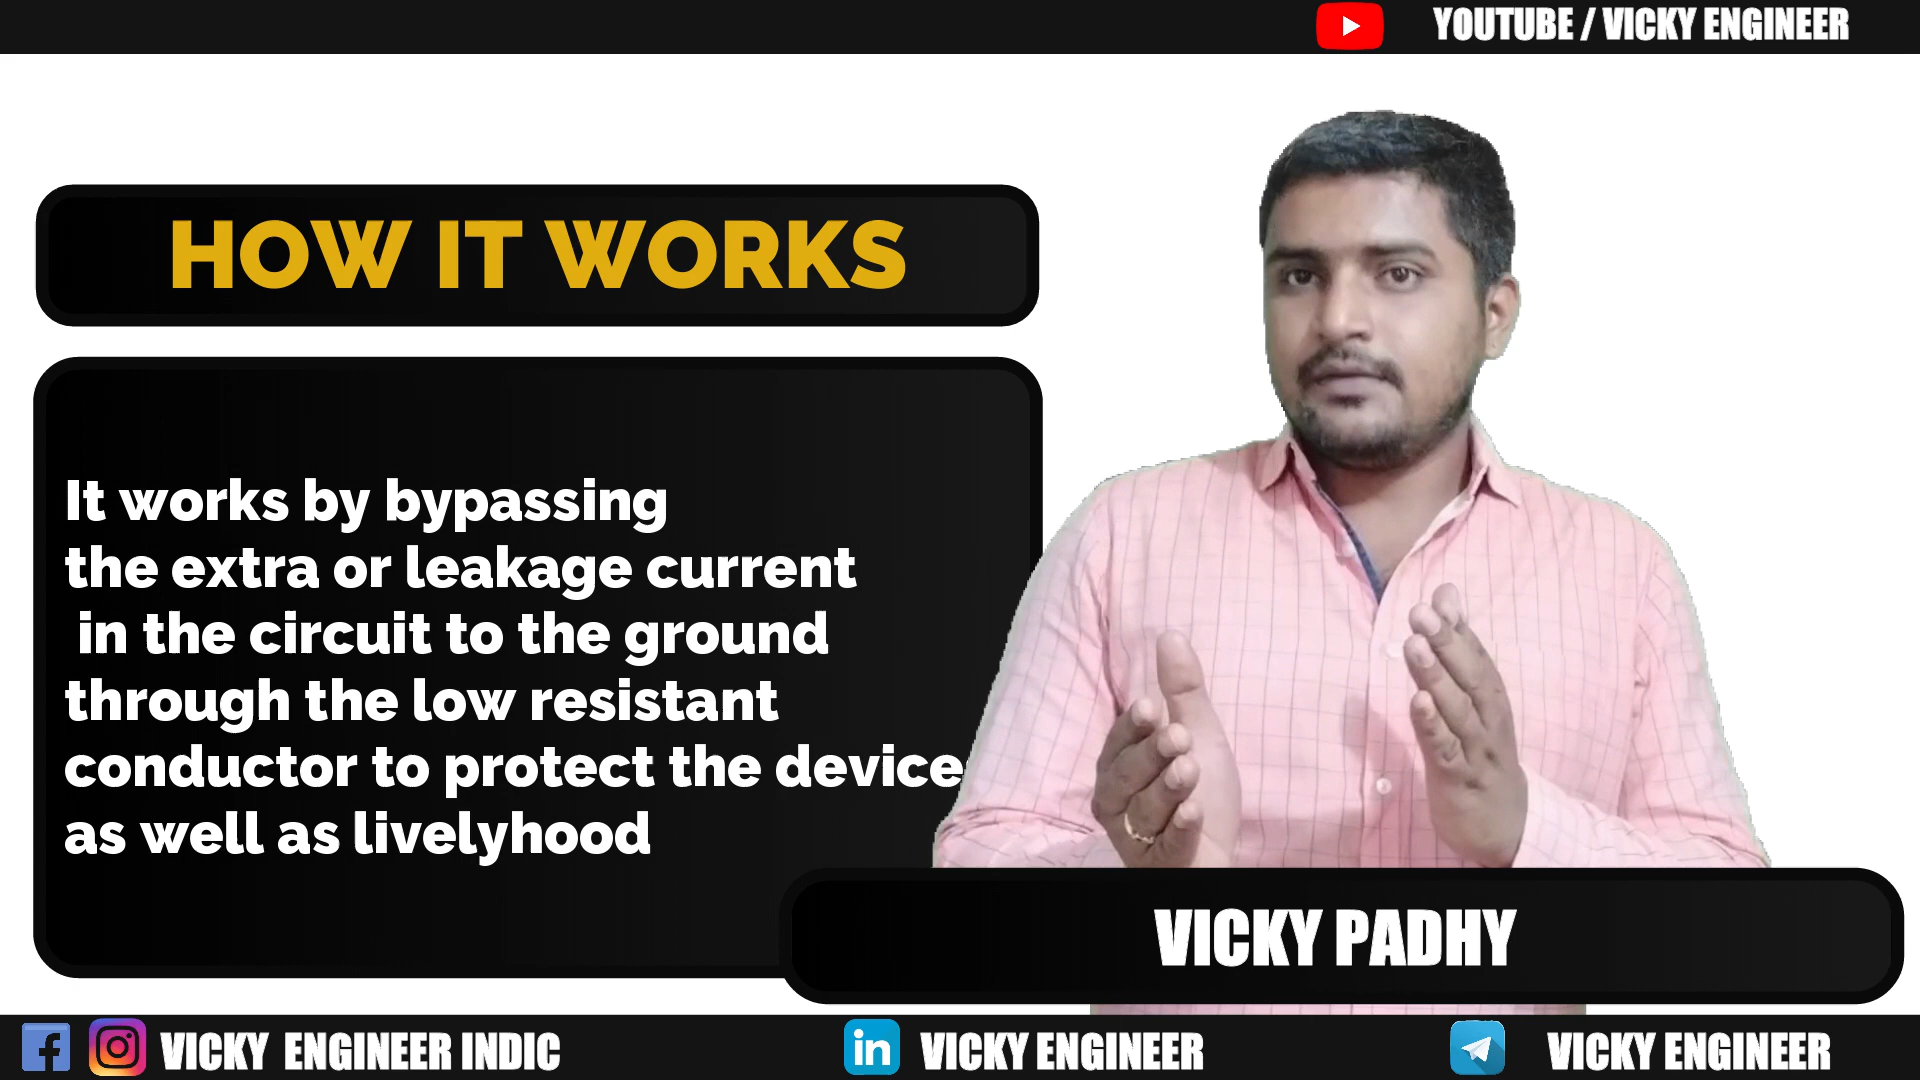 YOUTUBE / VICKY ENGINEER
HOW IT WORKS
It works by bypassing
the extra or leakage current
in the circuit to the ground
through the low resistant
conductor to protect the device
as well as livelyhood
VICKY PADHY
VICKY ENGINEER INDIC
VICKY ENGINEER
VICKY ENGINEER